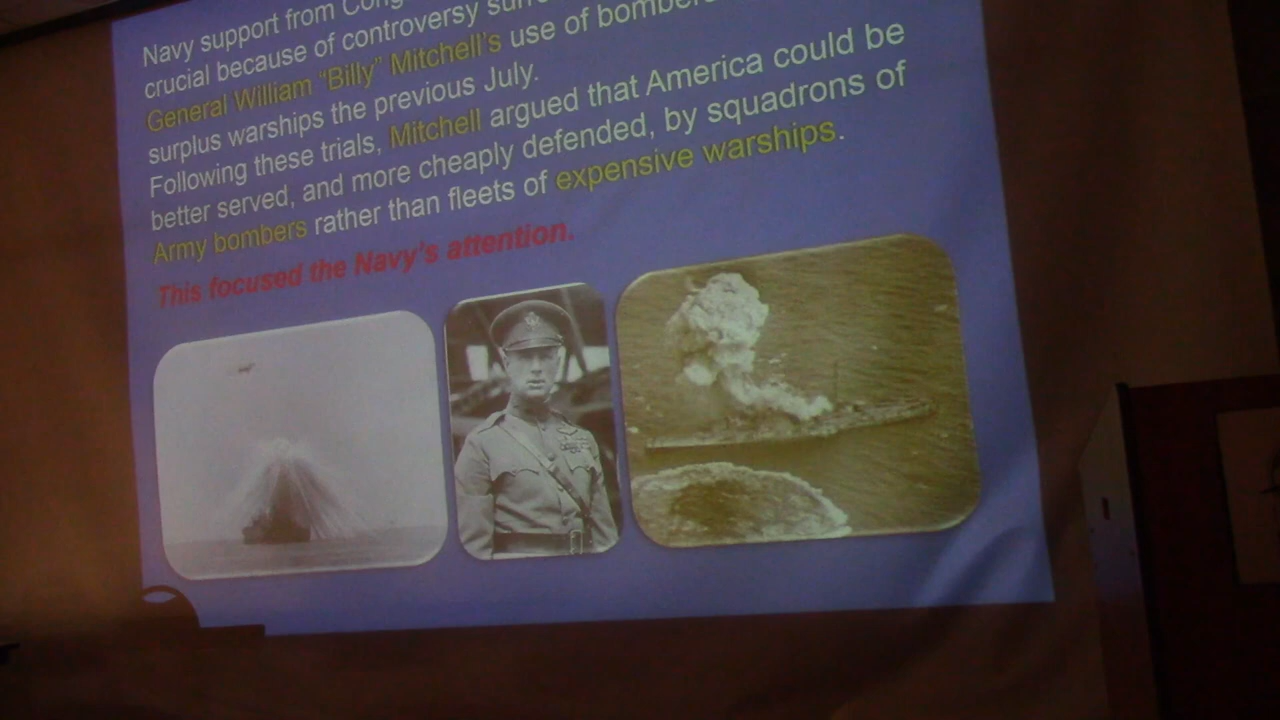 Navy support from Cong
crucial because of controversy surr
General William "Billy" Mitchell's use of bombers
surplus warships the previous July.
Following these trials, Mitchell argued that America could be
better served, and more cheaply defended, by squadrons of
Army bombers rather than fleets of expensive warships.
This focused the Navy's attention.